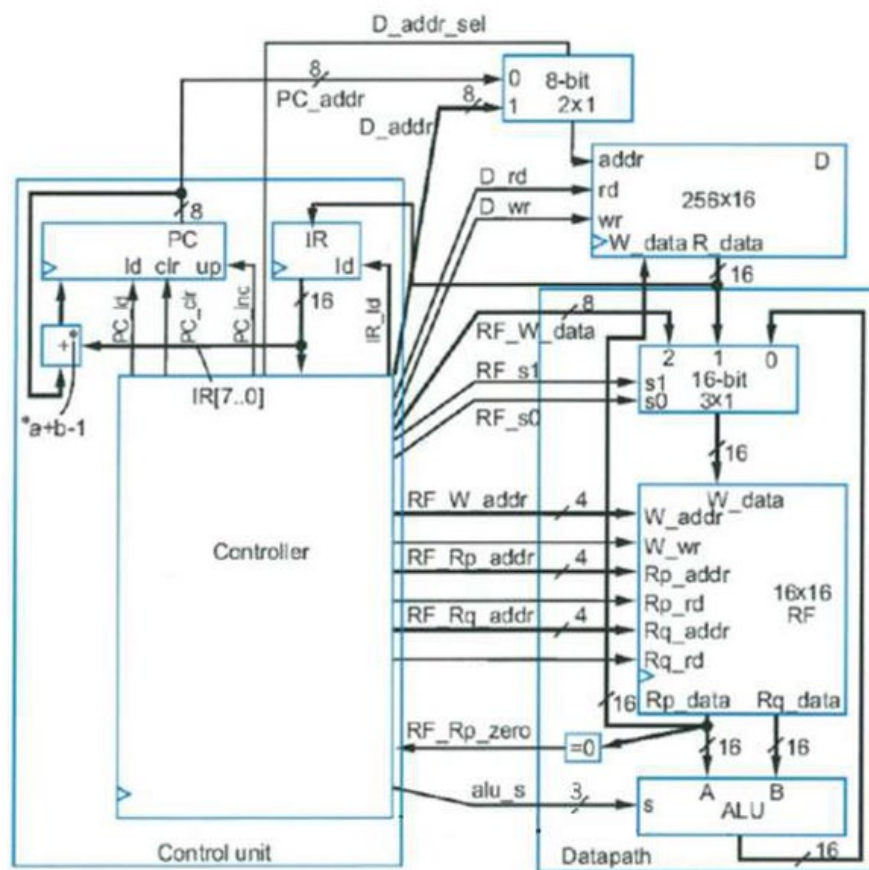 D_addr_sel
8
PC_addr
8
D_addr
0
8-bit
1
2x1
addr
D
D_rd
rd
256x16
D_wr
wr
W_data
R_data
16
8
PC
ld clr up
IR
ld
16
PC_ld
PC_clr
PC_inc
IR_ld
+*
IR[7..0]
*a+b-1
8
RF_W_data
2
1
0
RF_s1
s1
16-bit
RF_s0
s0
3x1
16
Controller
RF_W_addr
4
W_data
W_addr
W_wr
RF_Rp_addr
4
Rp_addr
16x16
Rp_rd
RF
RF_Rq_addr
4
Rq_addr
Rq_rd
16
Rp_data
Rq_data
RF_Rp_zero
=0
16
16
alu_s
3
s
A
B
ALU
16
Control unit
Datapath